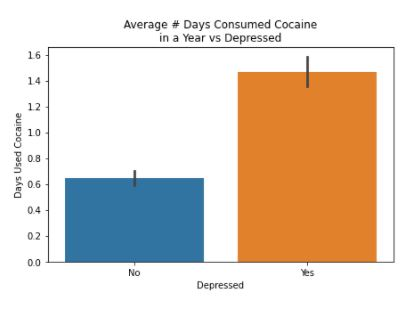 Average # Days Consumed Cocaine
in a Year vs Depressed
1.6
1.4
1.2
1.0
0.8
0.6
0.4
0.2
0.0
Days Used Cocaine
No
Yes
Depressed